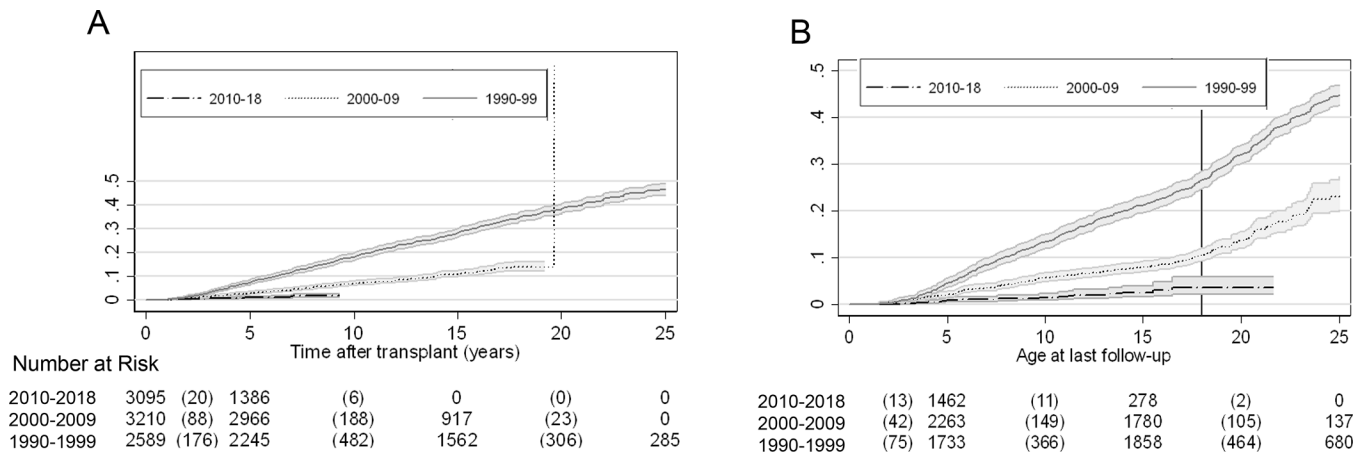 A
2010-18 2000-09 1990-99
.5
.4
.3
.2
.1
0
0 5 10 15 20 25
Time after transplant (years)
Number at Risk
2010-2018 3095 (20) 1386 (6) 0 (0) 0
2000-2009 3210 (88) 2966 (188) 917 (23) 0
1990-1999 2589 (176) 2245 (482) 1562 (306) 285
B
2010-18 2000-09 1990-99
.5
.4
.3
.2
.1
0
0 5 10 15 20 25
Age at last follow-up
2010-2018 (13) 1462 (11) 278 (2) 0
2000-2009 (42) 2263 (149) 1780 (105) 137
1990-1999 (75) 1733 (366) 1858 (464) 680